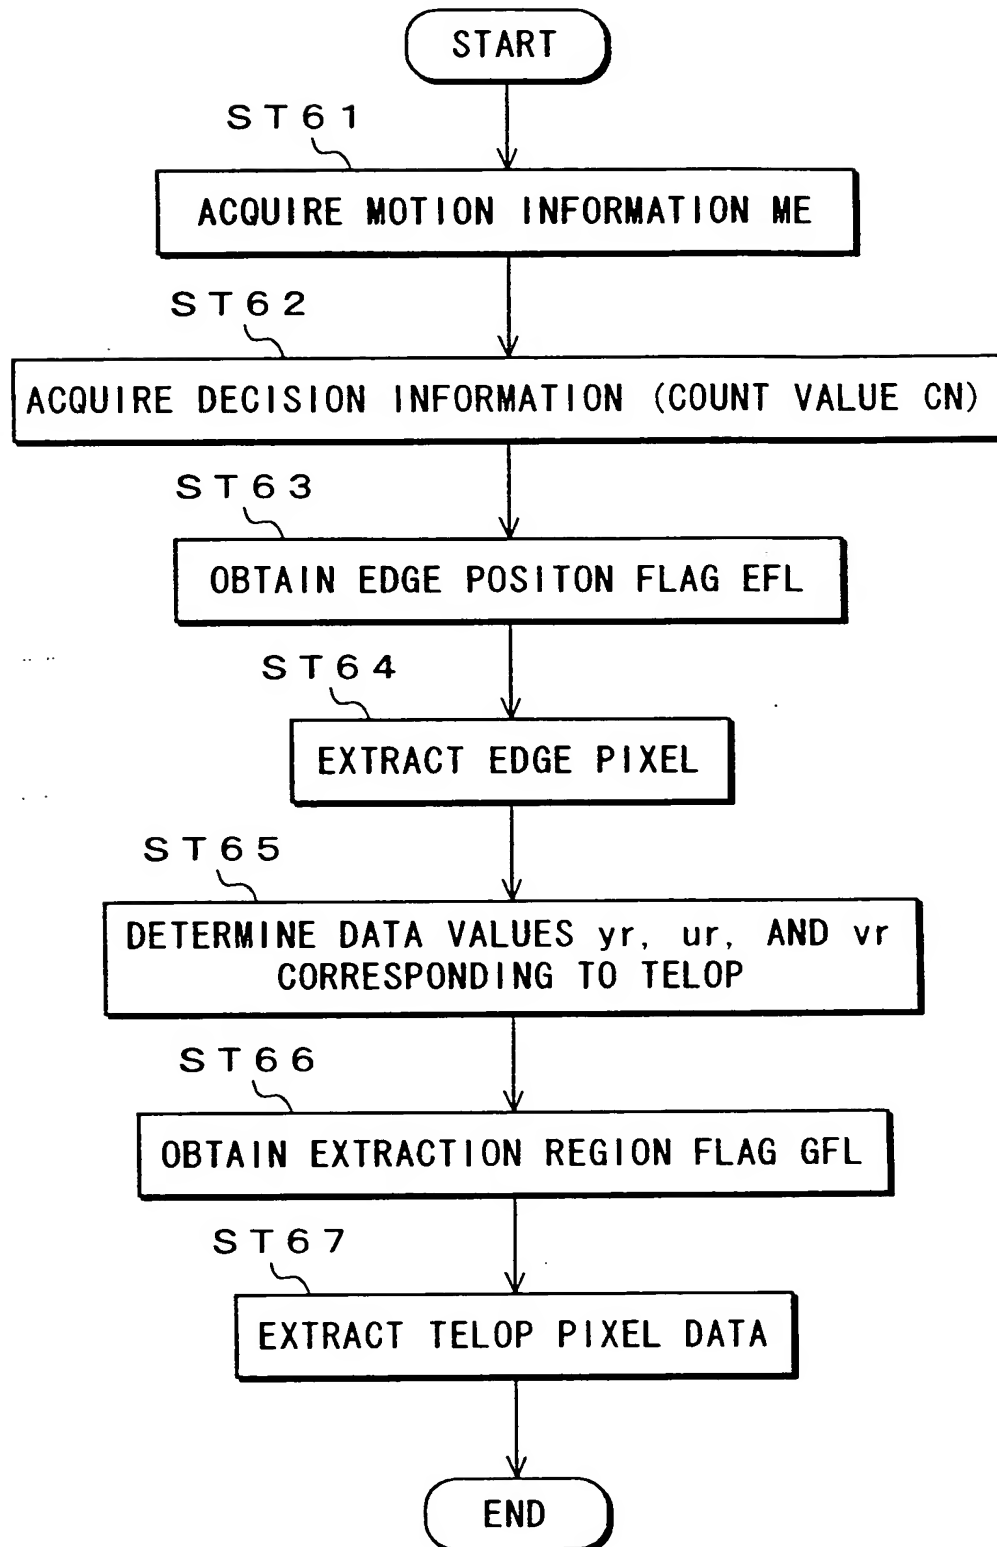 START
ST61
ACQUIRE MOTION INFORMATION ME
ST62
ACQUIRE DECISION INFORMATION (COUNT VALUE CN)
ST63
OBTAIN EDGE POSITON FLAG EFL
ST64
EXTRACT EDGE PIXEL
ST65
DETERMINE DATA VALUES yr, ur, AND vr
CORRESPONDING TO TELOP
ST66
OBTAIN EXTRACTION REGION FLAG GFL
ST67
EXTRACT TELOP PIXEL DATA
END